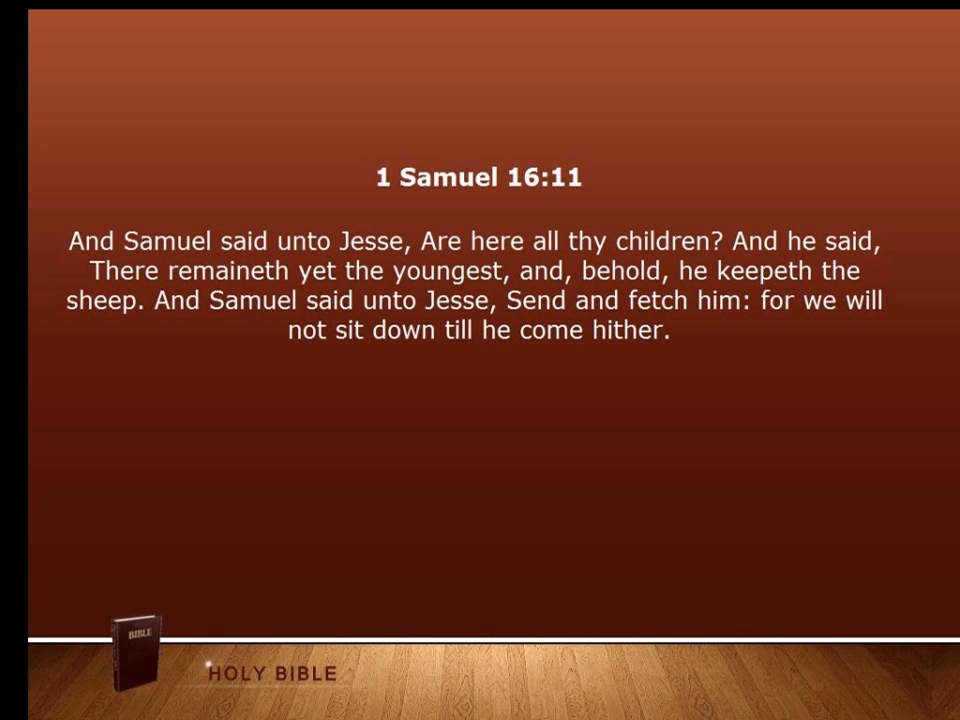 1 Samuel 16:11
And Samuel said unto Jesse, Are here all thy children? And he said,
There remaineth yet the youngest, and, behold, he keepeth the
sheep. And Samuel said unto Jesse, Send and fetch him: for we will
not sit down till he come hither.
BIBLE
HOLY BIBLE